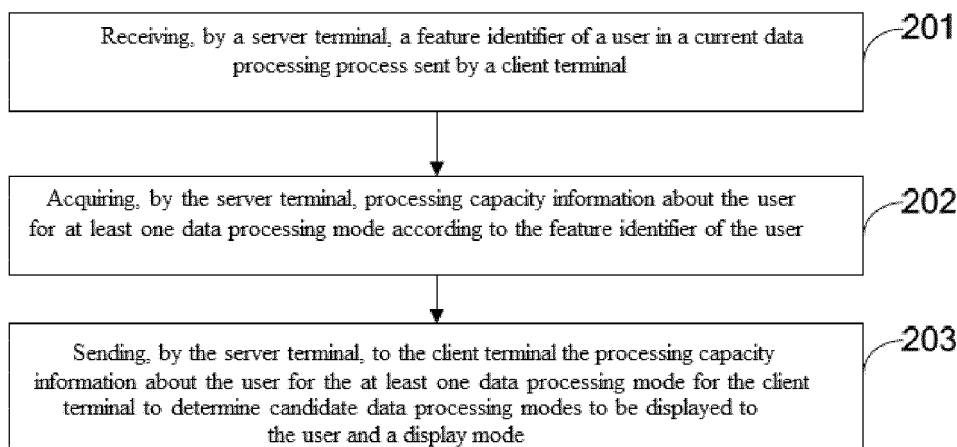 Receiving, by a server terminal, a feature identifier of a user in a current data
processing process sent by a client terminal
201
Acquiring, by the server terminal, processing capacity information about the user
for at least one data processing mode according to the feature identifier of the user
202
Sending, by the server terminal, to the client terminal the processing capacity
information about the user for the at least one data processing mode for the client
terminal to determine candidate data processing modes to be displayed to
the user and a display mode
203